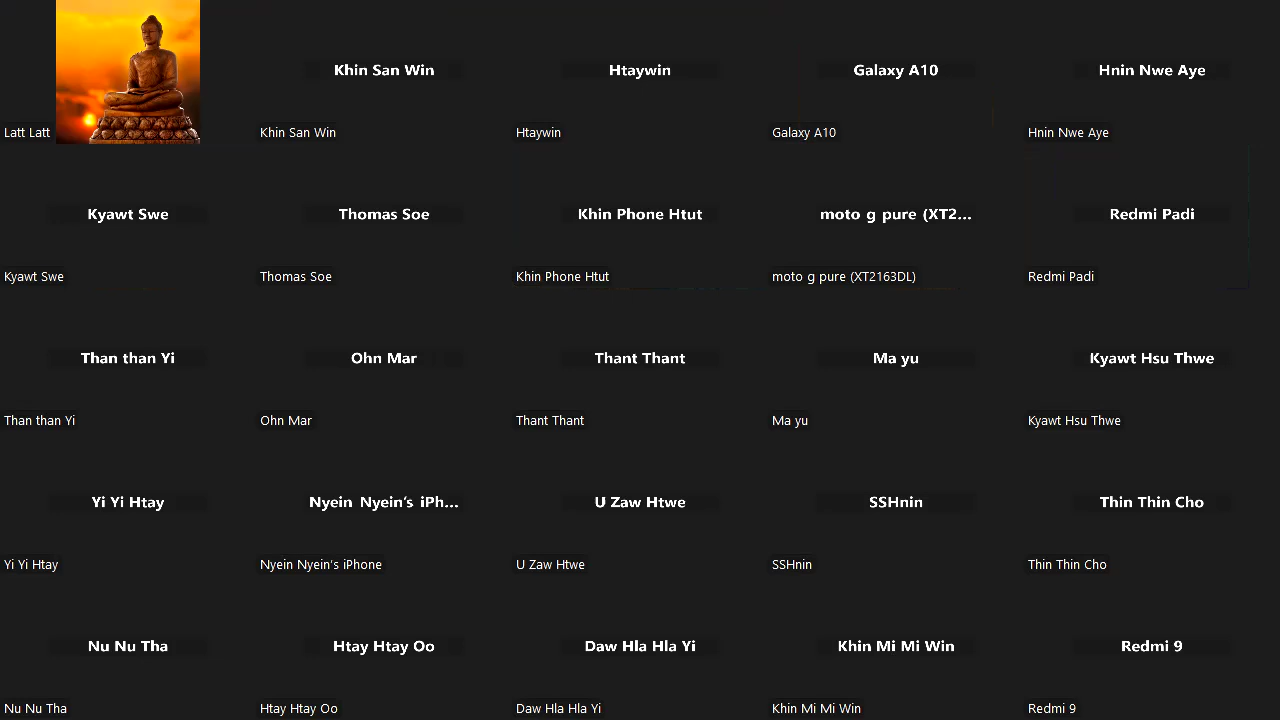 Khin San Win
Htaywin
Galaxy A10
Hnin Nwe Aye
Latt Latt
Khin San Win
Htaywin
Galaxy A10
Hnin Nwe Aye
Kyawt Swe
Thomas Soe
Khin Phone Htut
moto g pure (XT2...
Redmi Padi
Kyawt Swe
Thomas Soe
Khin Phone Htut
moto g pure (XT2163DL)
Redmi Padi
Than than Yi
Ohn Mar
Thant Thant
Ma yu
Kyawt Hsu Thwe
Than than Yi
Ohn Mar
Thant Thant
Ma yu
Kyawt Hsu Thwe
Yi Yi Htay
Nyein Nyein's iPh...
U Zaw Htwe
SSHnin
Thin Thin Cho
Yi Yi Htay
Nyein Nyein's iPhone
U Zaw Htwe
SSHnin
Thin Thin Cho
Nu Nu Tha
Htay Htay Oo
Daw Hla Hla Yi
Khin Mi Mi Win
Redmi 9
Nu Nu Tha
Htay Htay Oo
Daw Hla Hla Yi
Khin Mi Mi Win
Redmi 9